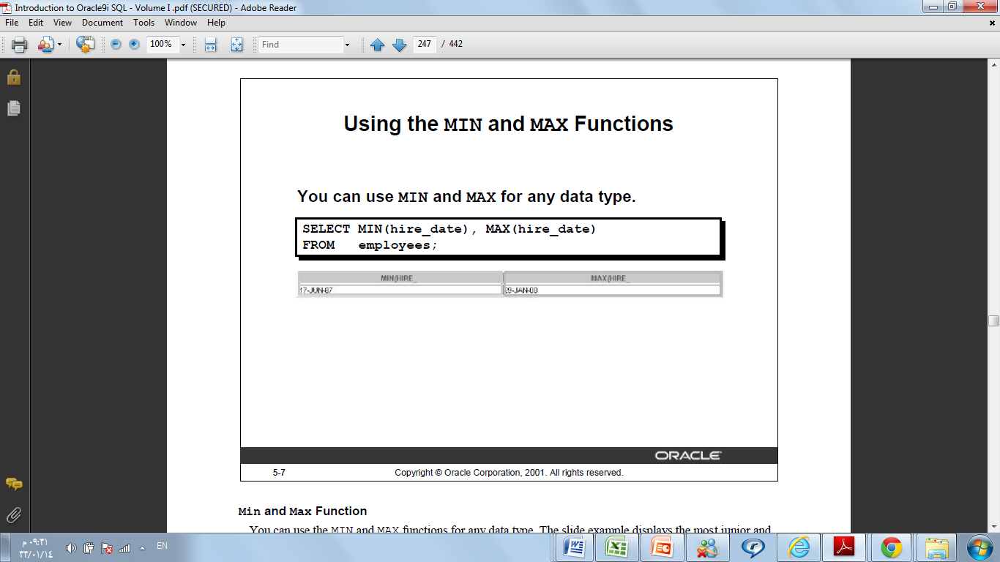 Introduction to Oracle9i SQL - Volume I .pdf (SECURED) - Adobe Reader
File Edit View Document Tools Window Help
100% Find 247 / 442
Using the MIN and MAX Functions
You can use MIN and MAX for any data type.
SELECT MIN(hire_date), MAX(hire_date)
FROM employees;
MIN(HIRE_ MAX(HIRE_
17-JUN-87 29-JAN-00
ORACLE
5-7 Copyright © Oracle Corporation, 2001. All rights reserved.
Min and Max Function
You can use the MIN and MAX functions for any data type. The slide example displays the most junior and
٠٩:٣١ م
٣٣/٠١/١٤
EN